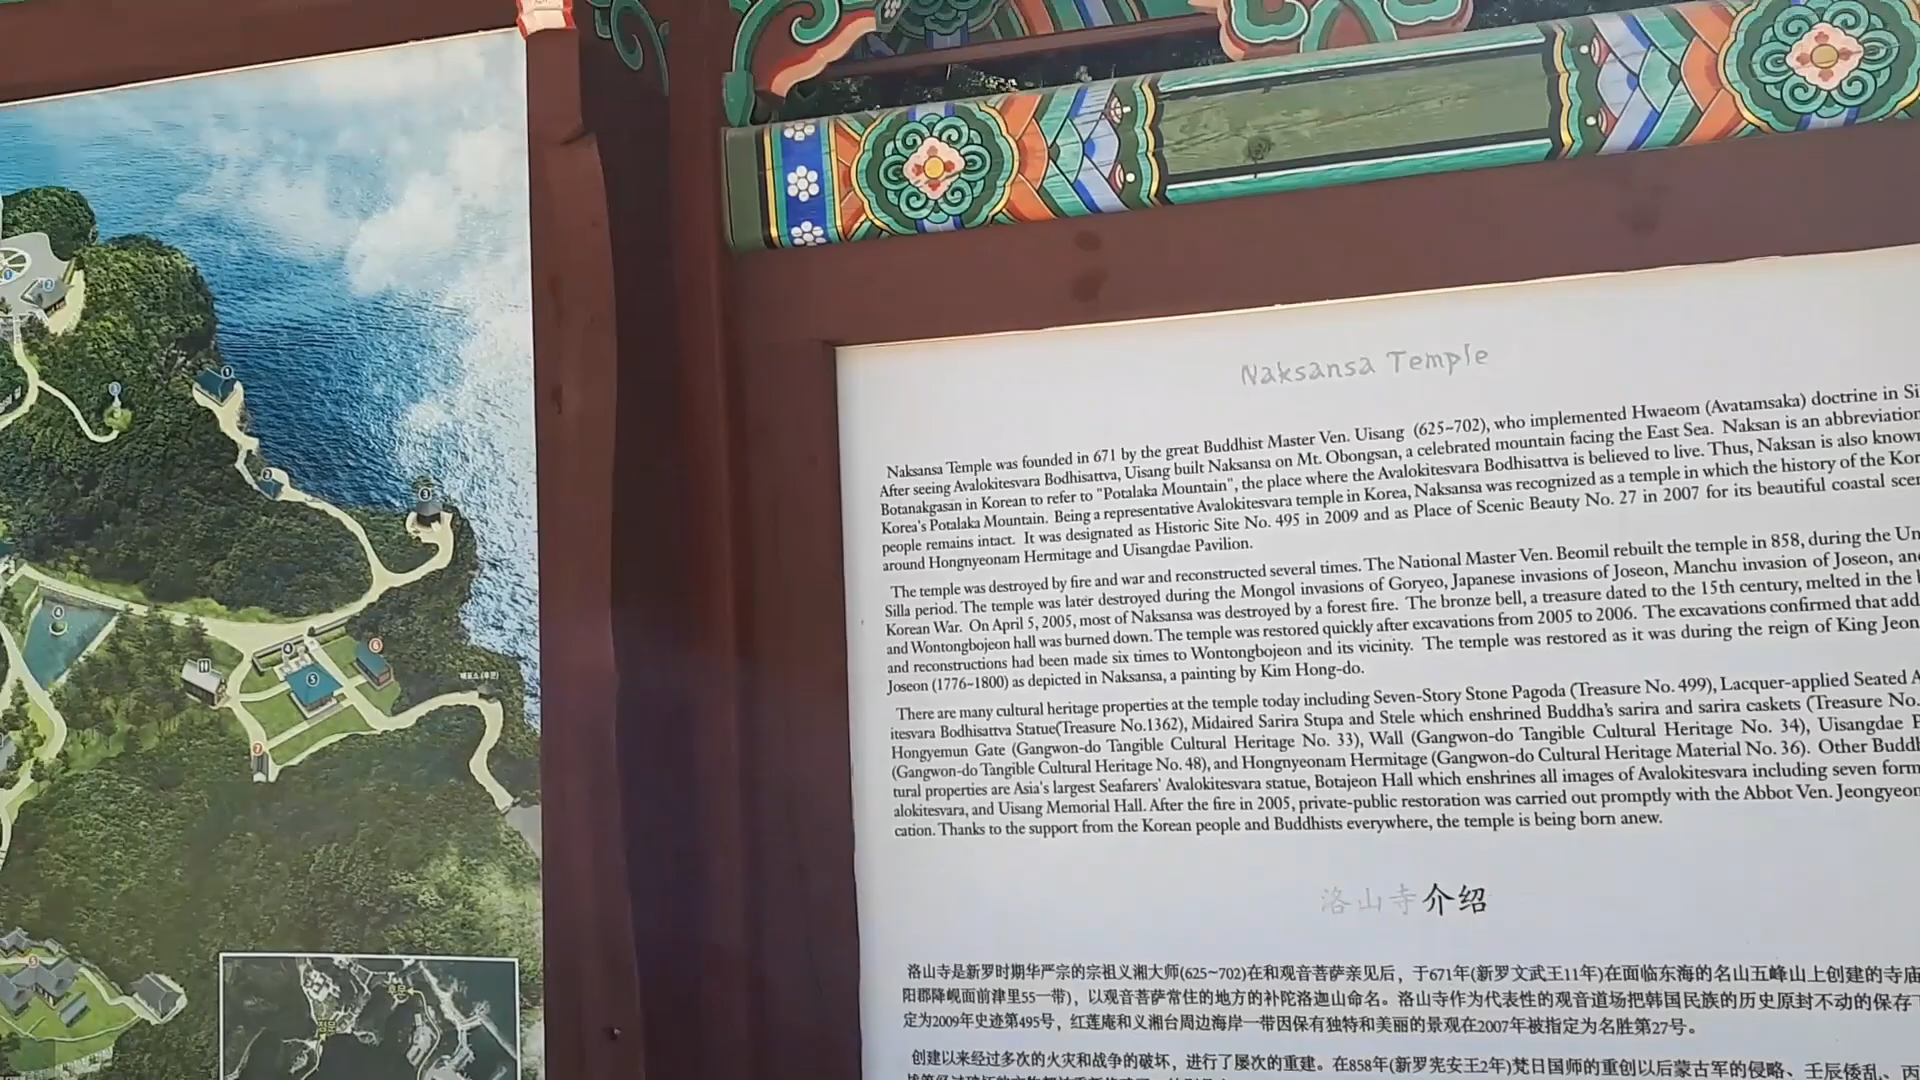 Naksansa Temple
Naksansa Temple was founded in 671 by the great Buddhist Master Ven. Uisang (625~702), who implemented Hwaeom (Avatamsaka) doctrine in
After seeing Avalokitesvara Bodhisattva, Uisang built Naksansa on Mt. Obongsan, a celebrated mountain facing the East Sea. Naksan is an abbreviation
Botanakgasan in Korean to refer to "Potalaka Mountain", the place where the Avalokitesvara Bodhisattva is believed to live. Thus, Naksan is also known
Korea's Potalaka Mountain. Being a representative Avalokitesvara temple in Korea, Naksansa was recognized as a temple in which the history of the
people remains intact. It was designated as Historic Site No. 495 in 2009 and as Place of Scenic Beauty No. 27 in 2007 for its beautiful coastal
around Hongnyeonam Hermitage and Uisangdae Pavilion.
The temple was destroyed by fire and war and reconstructed several times. The National Master Ven. Beomil rebuilt the temple in 858, during the
Silla period. The temple was later destroyed during the Mongol invasions of Goryeo, Japanese invasions of Joseon, Manchu invasion of Joseon,
Korean War. On April 5, 2005, most of Naksansa was destroyed by a forest fire. The bronze bell, a treasure dated to the 15th century, melted in the
and Wontongbojeon hall was burned down. The temple was restored quickly after excavations from 2005 to 2006. The excavations confirmed that
and reconstructions had been made six times to Wontongbojeon and its vicinity. The temple was restored as it was during the reign of King
Joseon (1776~1800) as depicted in Naksansa, a painting by Kim Hong-do.
There are many cultural heritage properties at the temple today including Seven-Story Stone Pagoda (Treasure No. 499), Lacquer-applied Seated
itesvara Bodhisattva Statue(Treasure No.1362), Midaired Sarira Stupa and Stele which enshrined Buddha's sarira and sarira caskets (Treasure No.
Hongyemun Gate (Gangwon-do Tangible Cultural Heritage No. 33), Wall (Gangwon-do Tangible Cultural Heritage No. 34), Uisangdae
(Gangwon-do Tangible Cultural Heritage No. 48), and Hongnyeonam Hermitage (Gangwon-do Cultural Heritage Material No. 36). Other
tural properties are Asia's largest Seafarers' Avalokitesvara statue, Botajeon Hall which enshrines all images of Avalokitesvara including seven
alokitesvara, and Uisang Memorial Hall. After the fire in 2005, private-public restoration was carried out promptly with the Abbot Ven.
cation. Thanks to the support from the Korean people and Buddhists everywhere, the temple is being born anew.
洛山寺介绍
洛山寺是新罗时期华严宗的宗祖义湘大师(625~702)在和观音菩萨亲见后，于671年(新罗文武王11年)在面临东海的名山五峰山上创建的寺庙
阳郡降岘面前津里55一带)，以观音菩萨常住的地方的补陀洛迦山命名。洛山寺作为代表性的观音道场把韩国民族的历史原封不动的保存
定为2009年史迹第495号，红莲庵和义湘台周边海岸一带因保有独特和美丽的景观在2007年被指定为名胜第27号。
创建以来经过多次的火灾和战争的破坏，进行了屡次的重建。在858年(新罗宪安王2年)梵日国师的重创以后蒙古军的侵略、壬辰倭乱、丙